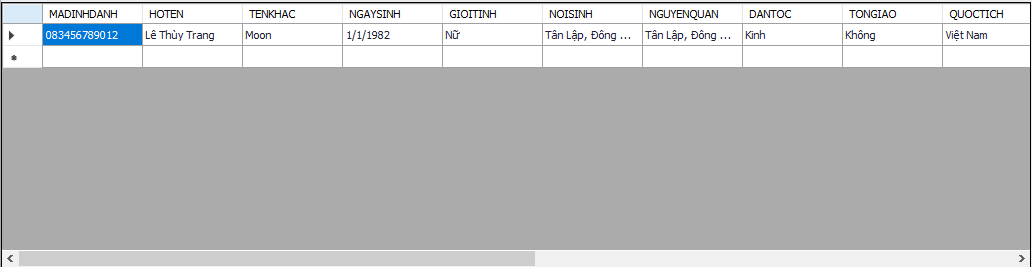 MADINHDANH HOTEN TENKHAC NGAYSINH GIOITINH NOISINH NGUYENQUAN DANTOC TONGIAO QUOCTICH
083456789012 Lê Thùy Trang Moon 1/1/1982 Nữ Tân Lập, Đông ... Tân Lập, Đông ... Kinh Không Việt Nam